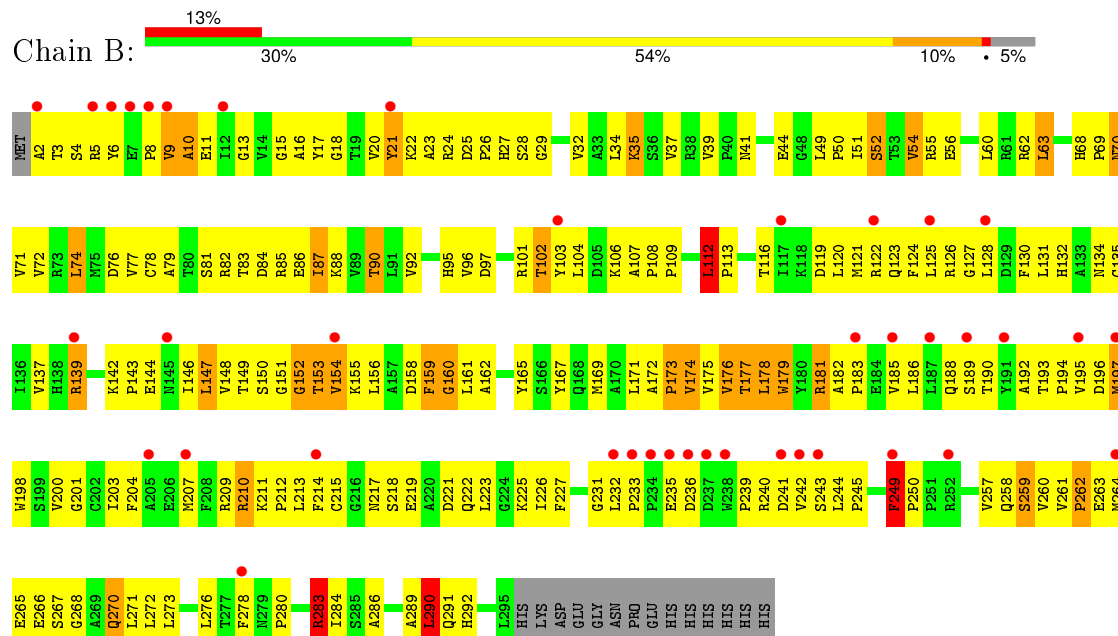 13%
Chain B:
30% 54% 10% • 5%
MET A2 T3 S4 R5 Y6 E7 P8 V9 A10 E11 I12 G13 V14 G15 A16 Y17 G18 T19 V20 Y21 K22 A23 R24 D25 P26 H27 S28 G29 V32 A33 L34 K35 S36 V37 R38 V39 P40 N41 E44 G48 L49 P50 I51 S52 T53 V54 R55 E56 L60 R61 R62 L63 H68 P69 N70
V71 V72 R73 L74 M75 D76 V77 C78 A79 T80 S81 R82 T83 D84 R85 E86 I87 K88 V89 T90 L91 V92 H95 V96 D97 R101 T102 Y103 L104 D105 K106 A107 P108 P109 L112 P113 T116 I117 K118 D119 L120 M121 R122 Q123 F124 L125 R126 G127 L128 D129 F130 L131 H132 A133 N134 C135
I136 V137 H138 R139 K142 P143 E144 N145 I146 L147 V148 T149 S150 G151 G152 T153 V154 K155 L156 A157 D158 F159 G160 L161 A162 Y165 S166 Y167 Q168 M169 A170 L171 A172 P173 V174 V175 V176 T177 L178 W179 Y180 R181 A182 P183 E184 V185 L186 L187 Q188 S189 T190 Y191 A192 T193 P194 V195 D196 M197
W198 S199 V200 G201 C202 I203 F204 A205 E206 M207 F208 R209 R210 K211 P212 L213 F214 C215 G216 N217 S218 E219 A220 D221 Q222 L223 G224 K225 I226 F227 G231 L232 P233 P234 E235 D236 D237 W238 P239 R240 D241 V242 S243 L244 P245 F249 P250 P251 R252 V257 Q258 S259 V260 V261 P262 E263 M264
E265 E266 S267 G268 A269 Q270 L271 L272 L273 L276 T277 F278 N279 P280 R283 I284 S285 A286 A289 L290 Q291 H292 L295 HIS LYS ASP GLU GLY ASN PRO GLU HIS HIS HIS HIS HIS HIS